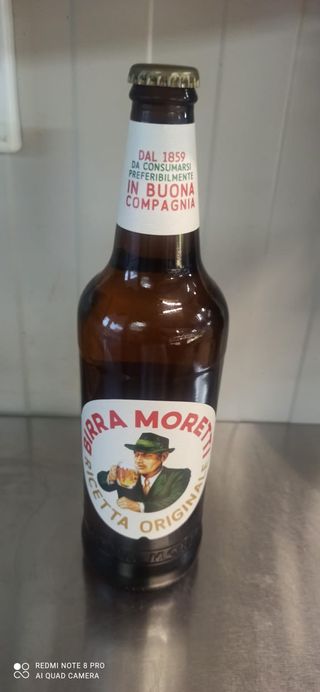 DAL 1859
DA CONSUMARSI
PREFERIBILMENTE
IN BUONA
COMPAGNIA
BIRRA MORETTI
RICETTA ORIGINALE
REDMI NOTE 8 PRO
AI QUAD CAMERA